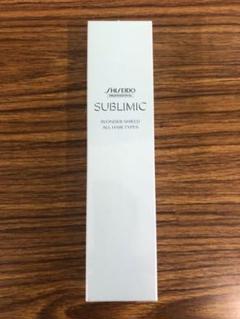 SHISEIDO
PROFESSIONAL
SUBLIMIC
WONDER SHIELD
ALL HAIR TYPES